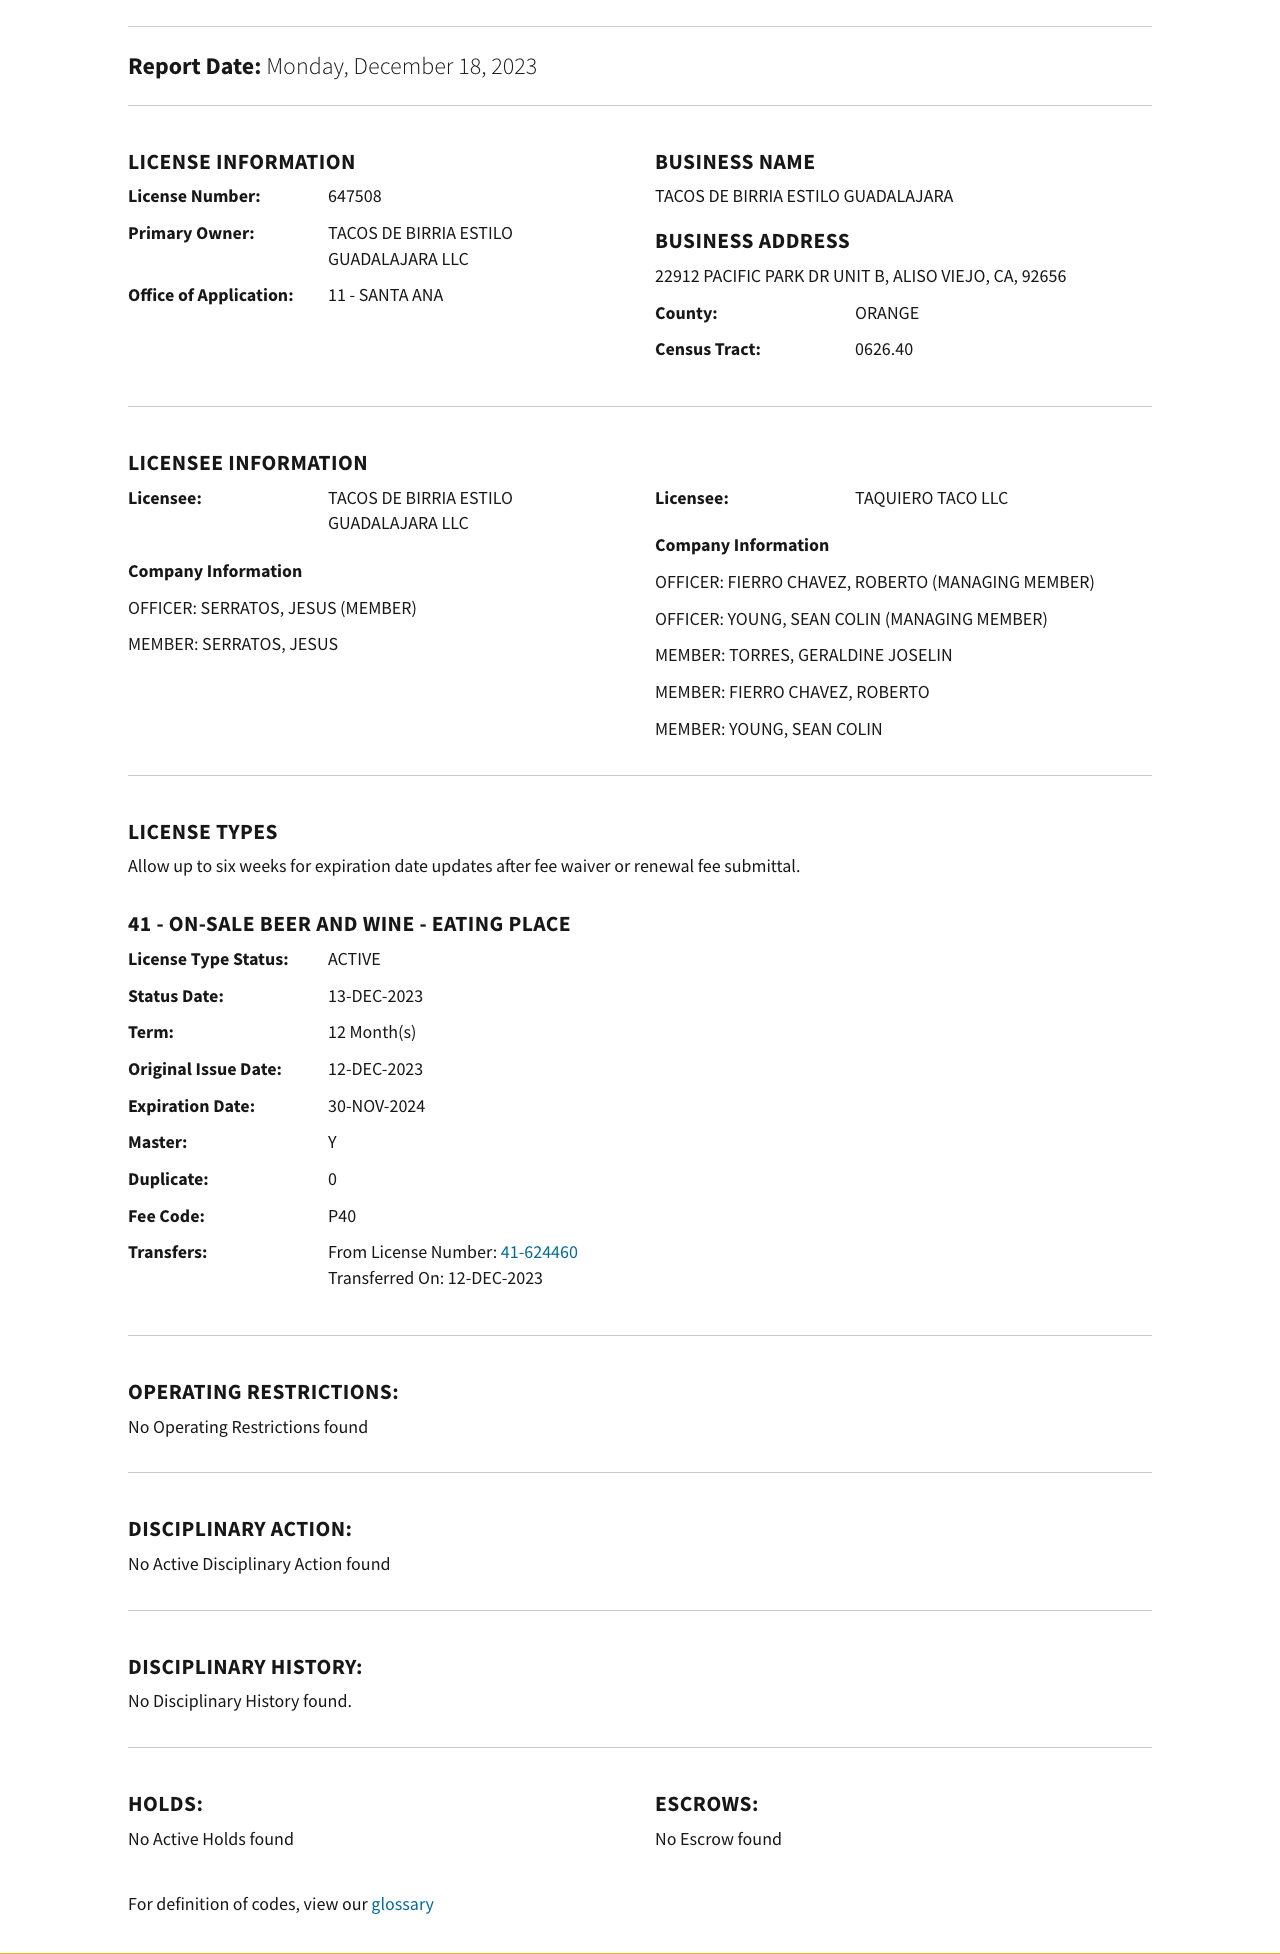 Report Date: Monday, December 18, 2023
LICENSE INFORMATION
License Number: 647508
Primary Owner: TACOS DE BIRRIA ESTILO
GUADALAJARA LLC
Office of Application: 11 - SANTA ANA
BUSINESS NAME
TACOS DE BIRRIA ESTILO GUADALAJARA
BUSINESS ADDRESS
22912 PACIFIC PARK DR UNIT B, ALISO VIEJO, CA, 92656
County: ORANGE
Census Tract: 0626.40
LICENSEE INFORMATION
Licensee: TACOS DE BIRRIA ESTILO
GUADALAJARA LLC
Company Information
OFFICER: SERRATOS, JESUS (MEMBER)
MEMBER: SERRATOS, JESUS
Licensee: TAQUIERO TACO LLC
Company Information
OFFICER: FIERRO CHAVEZ, ROBERTO (MANAGING MEMBER)
OFFICER: YOUNG, SEAN COLIN (MANAGING MEMBER)
MEMBER: TORRES, GERALDINE JOSELIN
MEMBER: FIERRO CHAVEZ, ROBERTO
MEMBER: YOUNG, SEAN COLIN
LICENSE TYPES
Allow up to six weeks for expiration date updates after fee waiver or renewal fee submittal.
41 - ON-SALE BEER AND WINE - EATING PLACE
License Type Status: ACTIVE
Status Date: 13-DEC-2023
Term: 12 Month(s)
Original Issue Date: 12-DEC-2023
Expiration Date: 30-NOV-2024
Master: Y
Duplicate: 0
Fee Code: P40
Transfers: From License Number: 41-624460
Transferred On: 12-DEC-2023
OPERATING RESTRICTIONS:
No Operating Restrictions found
DISCIPLINARY ACTION:
No Active Disciplinary Action found
DISCIPLINARY HISTORY:
No Disciplinary History found.
HOLDS:
No Active Holds found
ESCROWS:
No Escrow found
For definition of codes, view our glossary